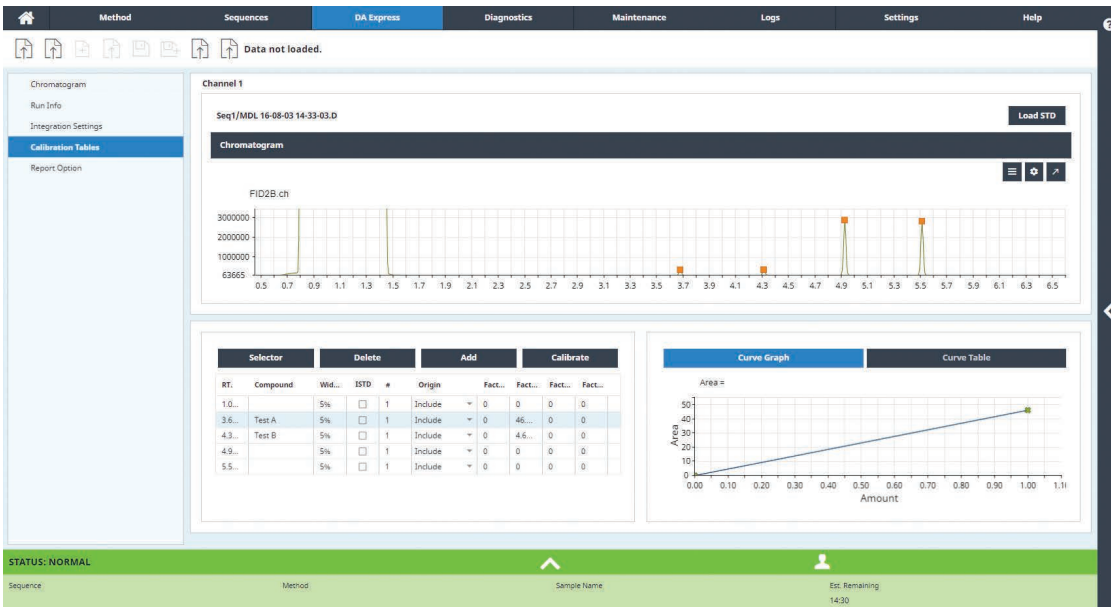 Method Sequences DA Express Diagnostics Maintenance Logs Settings Help
Data not loaded.
Chromatogram
Run Info
Integration Settings
Calibration Tables
Report Option
Channel 1
Seq1/MDL 16-08-03 14-33-03.D Load STD
Chromatogram
FID2B.ch
3000000
2000000
1000000
63665
0.5 0.7 0.9 1.1 1.3 1.5 1.7 1.9 2.1 2.3 2.5 2.7 2.9 3.1 3.3 3.5 3.7 3.9 4.1 4.3 4.5 4.7 4.9 5.1 5.3 5.5 5.7 5.9 6.1 6.3 6.5
Selector Delete Add Calibrate
RT. Compound Wid... ISTD # Origin Fact... Fact... Fact... Fact...
1.0... 5% 1 Include 0 0 0 0
3.6... Test A 5% 1 Include 0 46.... 0 0
4.3... Test B 5% 1 Include 0 4.6... 0 0
4.9... 5% 1 Include 0 0 0 0
5.5... 5% 1 Include 0 0 0 0
Curve Graph Curve Table
Area =
50
40
30
20
10
0
Area
0.00 0.10 0.20 0.30 0.40 0.50 0.60 0.70 0.80 0.90 1.00 1.10
Amount
STATUS: NORMAL
Sequence Method Sample Name Est. Remaining
14:30